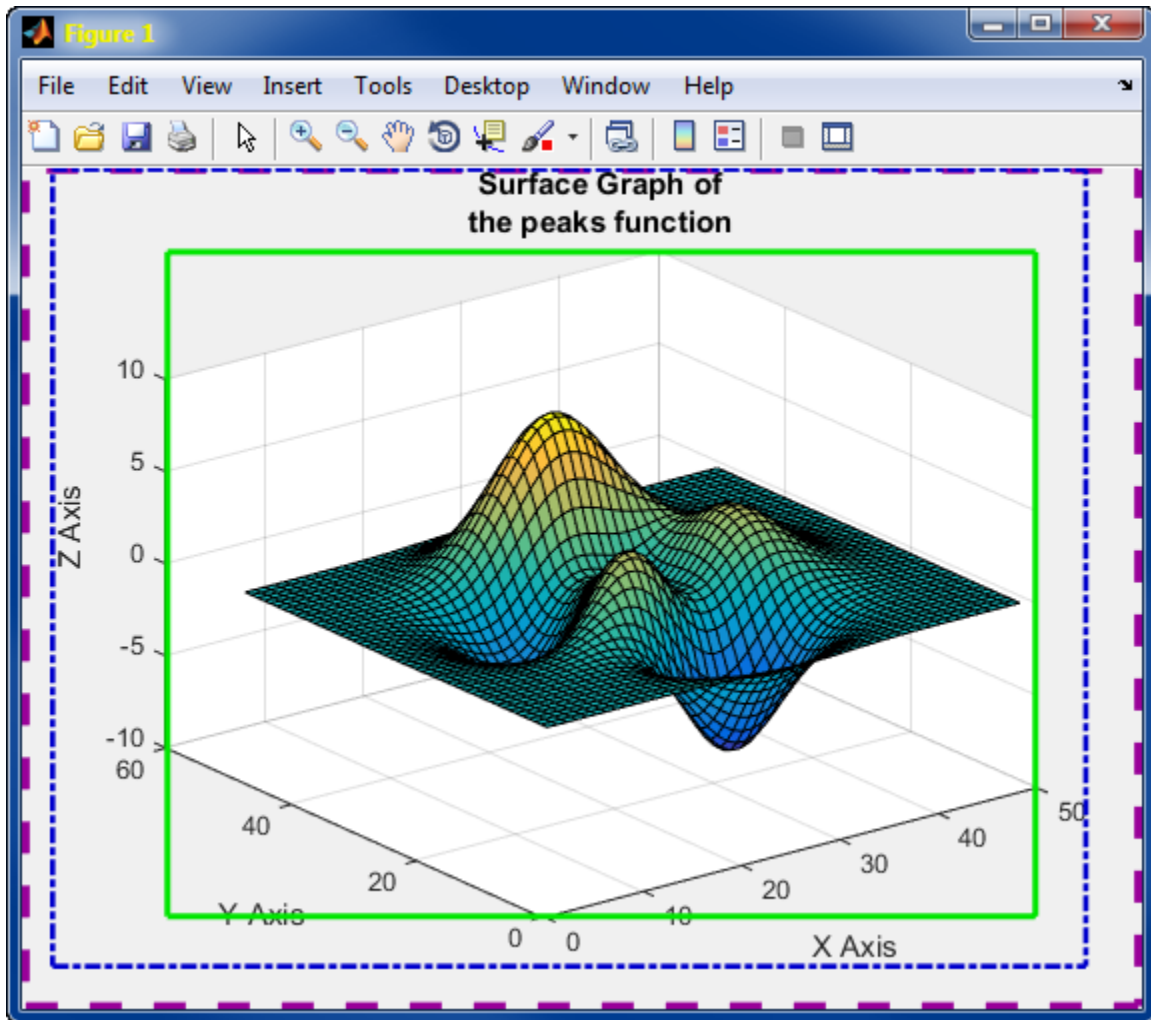 Figure 1
File Edit View Insert Tools Desktop Window Help
Surface Graph of
the peaks function
10
5
0
-5
-10
Z Axis
60
40
20
0
Y Axis
0
10
20
30
40
50
X Axis